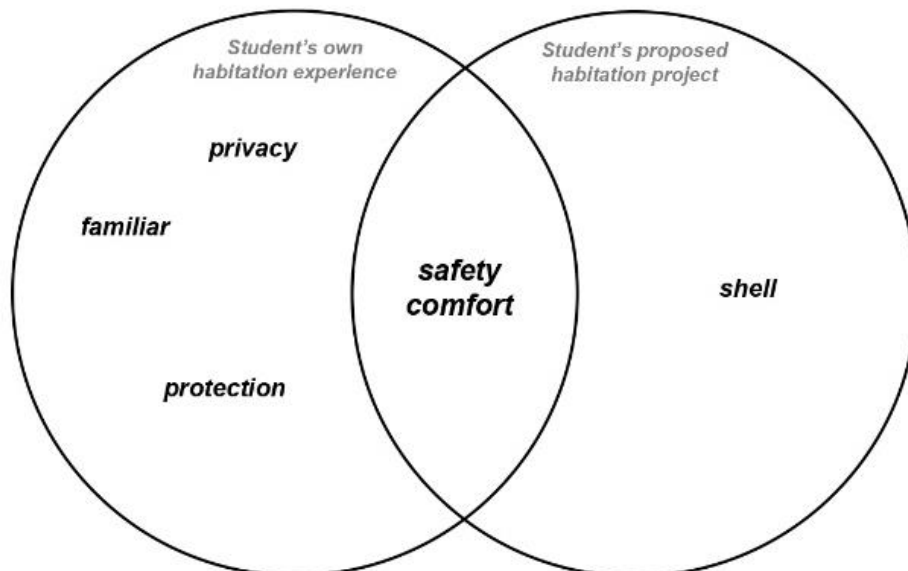 Student's own
habitation experience
Student's proposed
habitation project
privacy
familiar
safety
comfort
shell
protection